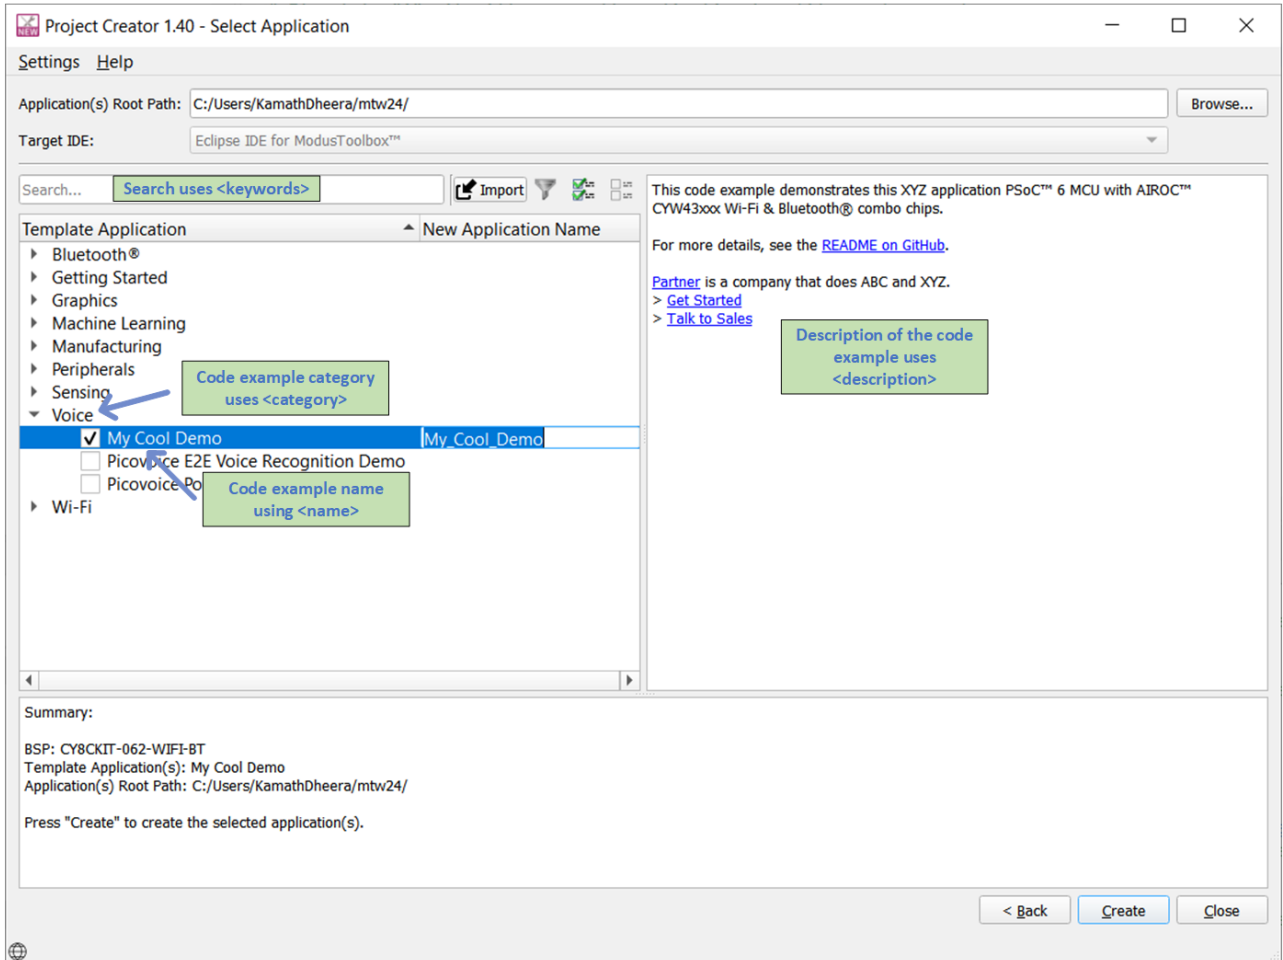 Project Creator 1.40 - Select Application
Settings Help
Application(s) Root Path: C:/Users/KamathDheera/mtw24/ Browse...
Target IDE: Eclipse IDE for ModusToolbox™
Search... Search uses <keywords> Import
Template Application New Application Name
Bluetooth®
Getting Started
Graphics
Machine Learning
Manufacturing
Peripherals
Sensing
Voice
Code example category
uses <category>
My Cool Demo My_Cool_Demo
Picovoice E2E Voice Recognition Demo
Picovoice Po
Code example name
using <name>
Wi-Fi
This code example demonstrates this XYZ application PSoC™ 6 MCU with AIROC™
CYW43xxx Wi-Fi & Bluetooth® combo chips.
For more details, see the README on GitHub.
Partner is a company that does ABC and XYZ.
> Get Started
> Talk to Sales
Description of the code
example uses
<description>
Summary:
BSP: CY8CKIT-062-WIFI-BT
Template Application(s): My Cool Demo
Application(s) Root Path: C:/Users/KamathDheera/mtw24/
Press "Create" to create the selected application(s).
< Back Create Close